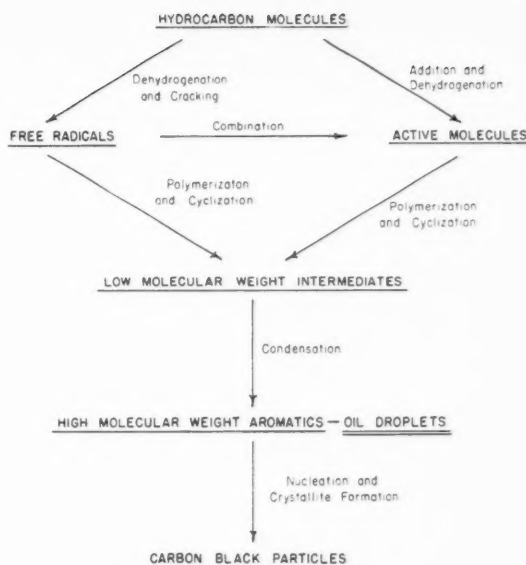 HYDROCARBON MOLECULES
Dehydrogenation
and Cracking
Addition and
Dehydrogenation
FREE RADICALS
Combination
ACTIVE MOLECULES
Polymerizaton
and Cyclization
Polymerization
and Cyclization
LOW MOLECULAR WEIGHT INTERMEDIATES
Condensation
HIGH MOLECULAR WEIGHT AROMATICS — OIL DROPLETS
Nucleation and
Crystallite Formation
CARBON BLACK PARTICLES